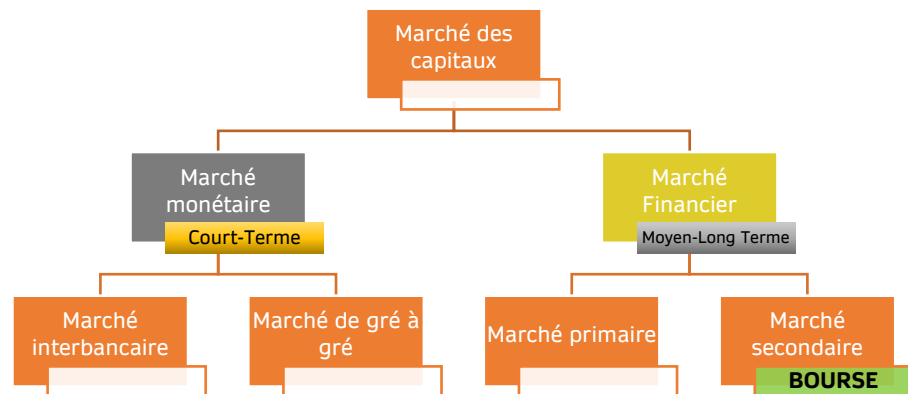 Marché des
capitaux
Marché
monétaire
Court-Terme
Marché
Financier
Moyen-Long Terme
Marché
interbancaire
Marché de gré à
gré
Marché primaire
Marché
secondaire
BOURSE